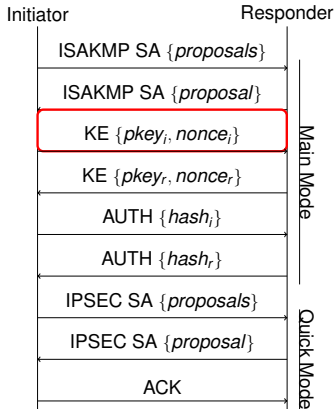 Initiator Responder
ISAKMP SA {proposals}
ISAKMP SA {proposal}
KE {pkeyᵢ, nonceᵢ}
KE {pkeyᵣ, nonceᵣ}
AUTH {hashᵢ}
AUTH {hashᵣ}
IPSEC SA {proposals}
IPSEC SA {proposal}
ACK
Main Mode
Quick Mode